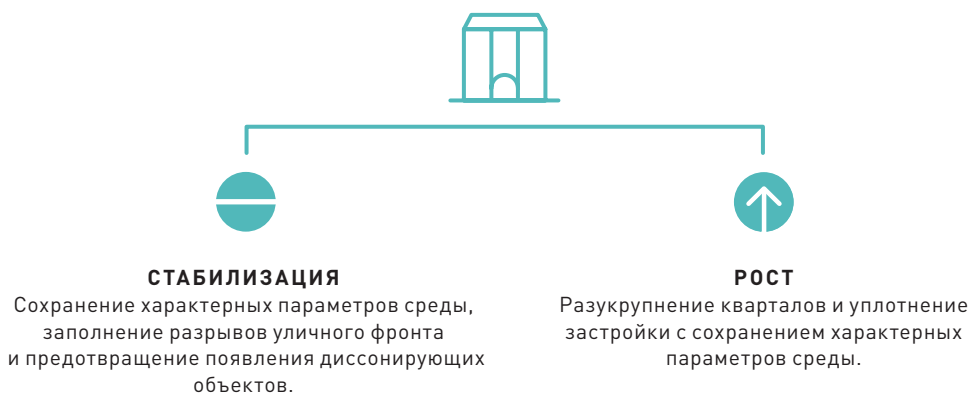 СТАБИЛИЗАЦИЯ
Сохранение характерных параметров среды,
заполнение разрывов уличного фронта
и предотвращение появления диссонирующих
объектов.
РОСТ
Разукрупнение кварталов и уплотнение
застройки с сохранением характерных
параметров среды.